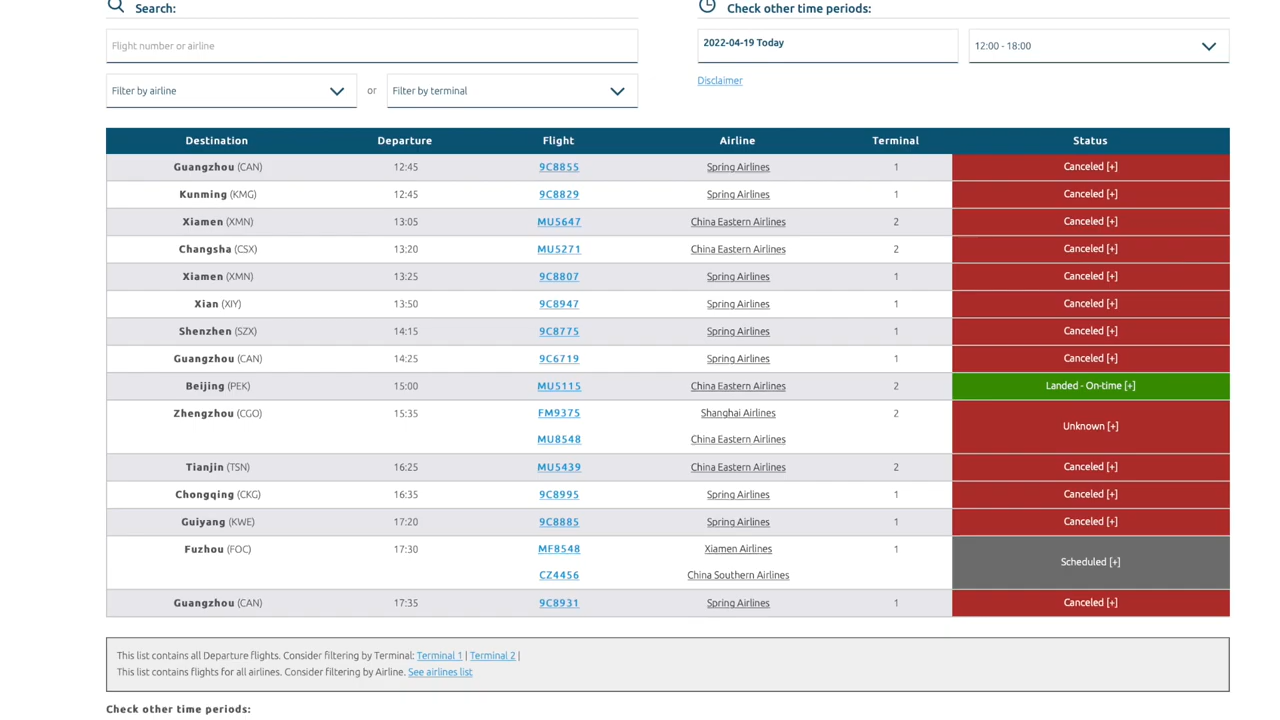 Search: Check other time periods:
Flight number or airline 2022-04-19 Today 12:00 - 18:00
Filter by airline or Filter by terminal Disclaimer
Destination Departure Flight Airline Terminal Status
Guangzhou (CAN) 12:45 9C8855 Spring Airlines 1 Canceled [+]
Kunming (KMG) 12:45 9C8829 Spring Airlines 1 Canceled [+]
Xiamen (XMN) 13:05 MU5647 China Eastern Airlines 2 Canceled [+]
Changsha (CSX) 13:20 MU5271 China Eastern Airlines 2 Canceled [+]
Xiamen (XMN) 13:25 9C8807 Spring Airlines 1 Canceled [+]
Xian (XIY) 13:50 9C8947 Spring Airlines 1 Canceled [+]
Shenzhen (SZX) 14:15 9C8775 Spring Airlines 1 Canceled [+]
Guangzhou (CAN) 14:25 9C6719 Spring Airlines 1 Canceled [+]
Beijing (PEK) 15:00 MU5115 China Eastern Airlines 2 Landed - On-time [+]
Zhengzhou (CGO) 15:35 FM9375 Shanghai Airlines 2 Unknown [+]
MU8548 China Eastern Airlines
Tianjin (TSN) 16:25 MU5439 China Eastern Airlines 2 Canceled [+]
Chongqing (CKG) 16:35 9C8995 Spring Airlines 1 Canceled [+]
Guiyang (KWE) 17:20 9C8885 Spring Airlines 1 Canceled [+]
Fuzhou (FOC) 17:30 MF8548 Xiamen Airlines 1 Scheduled [+]
CZ4456 China Southern Airlines
Guangzhou (CAN) 17:35 9C8931 Spring Airlines 1 Canceled [+]
This list contains all Departure flights. Consider filtering by Terminal: Terminal 1 | Terminal 2 |
This list contains flights for all airlines. Consider filtering by Airline. See airlines list
Check other time periods: